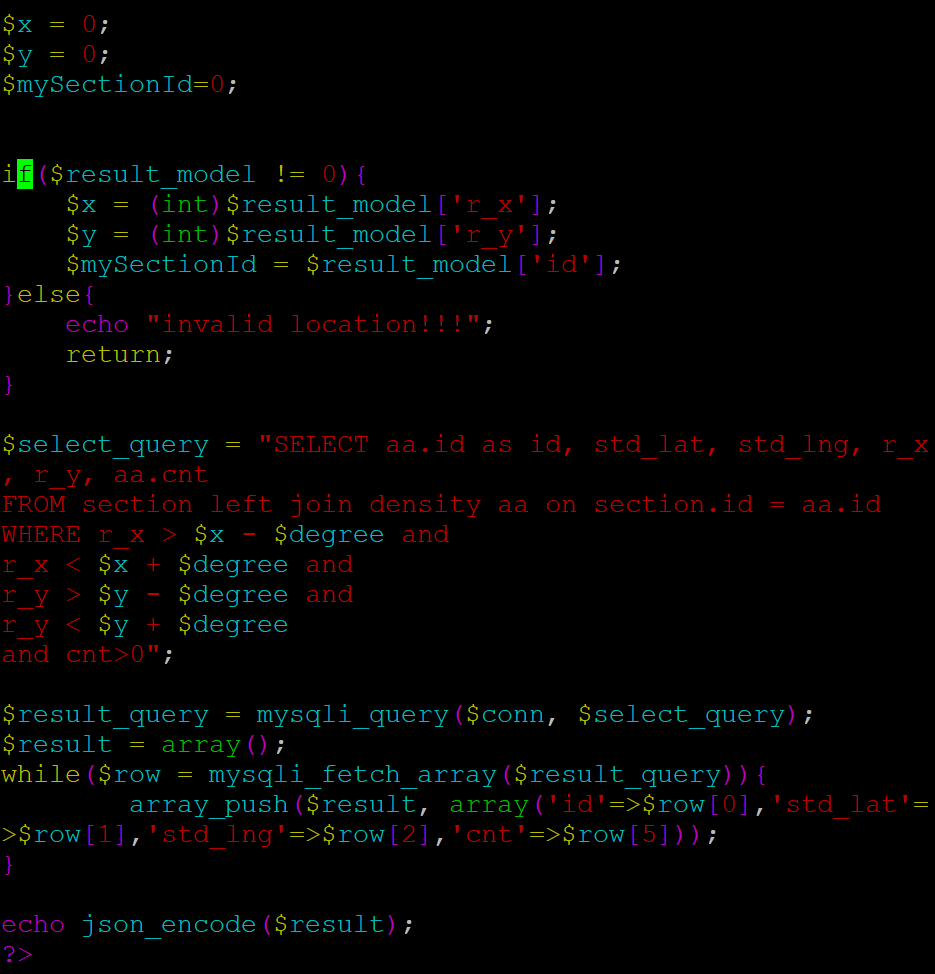 $x = 0;
$y = 0;
$mySectionId=0;
if($result_model != 0){
    $x = (int)$result_model['r_x'];
    $y = (int)$result_model['r_y'];
    $mySectionId = $result_model['id'];
}else{
    echo "invalid location!!!";
    return;
}
$select_query = "SELECT aa.id as id, std_lat, std_lng, r_x
, r_y, aa.cnt
FROM section left join density aa on section.id = aa.id
WHERE r_x > $x - $degree and
r_x < $x + $degree and
r_y > $y - $degree and
r_y < $y + $degree
and cnt>0";
$result_query = mysqli_query($conn, $select_query);
$result = array();
while($row = mysqli_fetch_array($result_query)){
        array_push($result, array('id'=>$row[0],'std_lat'=
>$row[1],'std_lng'=>$row[2],'cnt'=>$row[5]));
}
echo json_encode($result);
?>